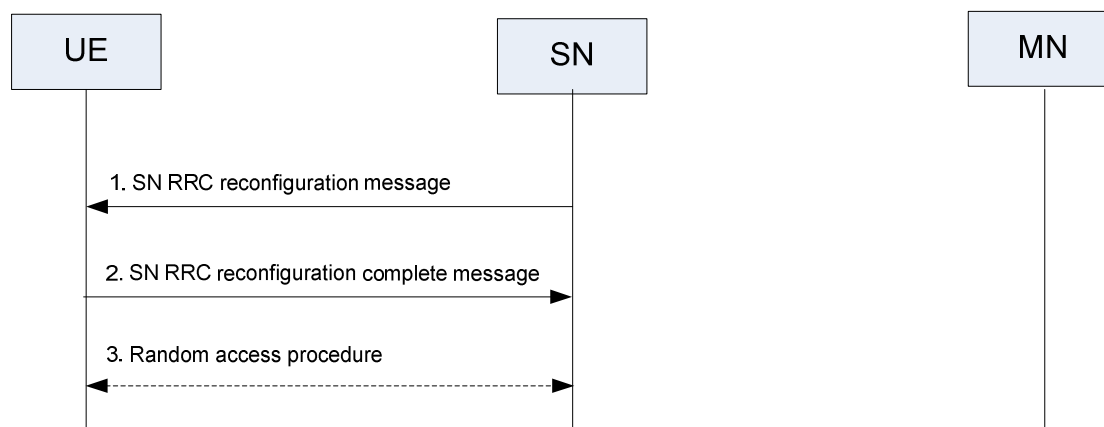 UE
SN
MN
1. SN RRC reconfiguration message
2. SN RRC reconfiguration complete message
3. Random access procedure